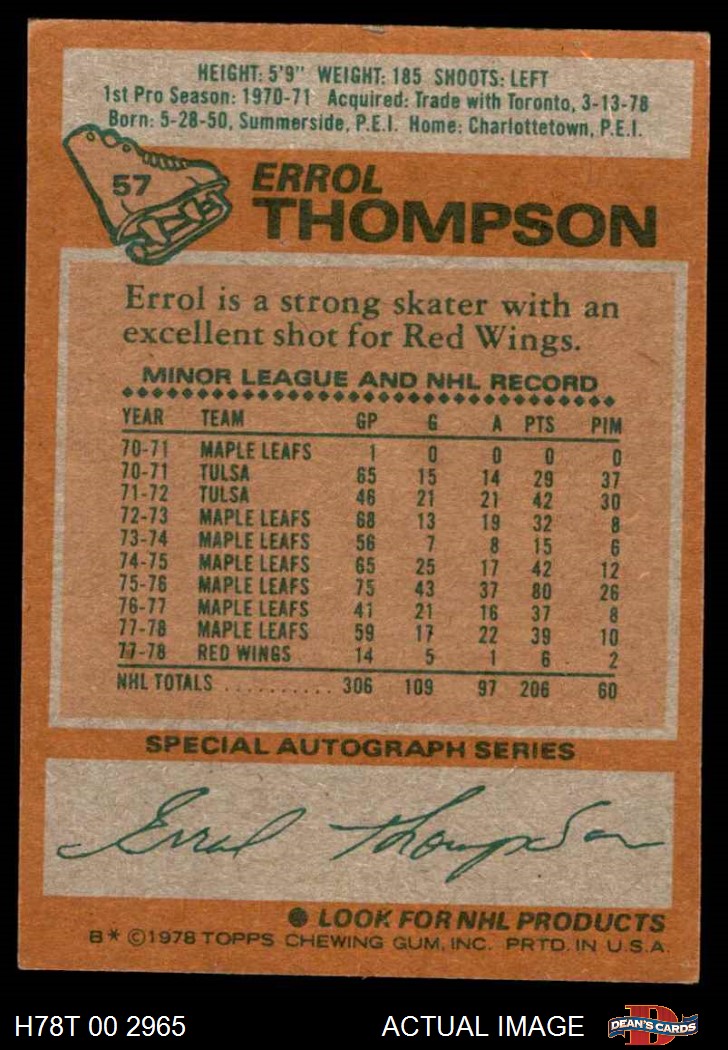 HEIGHT: 5'9" WEIGHT: 185 SHOOTS: LEFT
1st Pro Season: 1970-71 Acquired: Trade with Toronto, 3-13-78
Born: 5-28-50, Summerside, P.E.I. Home: Charlottetown, P.E.I.
57
ERROL
THOMPSON
Errol is a strong skater with an
excellent shot for Red Wings.
MINOR LEAGUE AND NHL RECORD
YEAR TEAM GP G A PTS PIM
70-71 MAPLE LEAFS 1 0 0 0 0
70-71 TULSA 65 15 14 29 37
71-72 TULSA 46 21 21 42 30
72-73 MAPLE LEAFS 68 13 19 32 8
73-74 MAPLE LEAFS 56 7 8 15 6
74-75 MAPLE LEAFS 65 25 17 42 12
75-76 MAPLE LEAFS 75 43 37 80 26
76-77 MAPLE LEAFS 41 21 16 37 8
77-78 MAPLE LEAFS 59 17 22 39 10
77-78 RED WINGS 14 5 1 6 2
NHL TOTALS .......... 306 109 97 206 60
SPECIAL AUTOGRAPH SERIES
Errol Thompson
● LOOK FOR NHL PRODUCTS
B* ©1978 TOPPS CHEWING GUM, INC. PRTD. IN U.S.A.
H78T 00 2965 ACTUAL IMAGE D DEAN'S CARDS